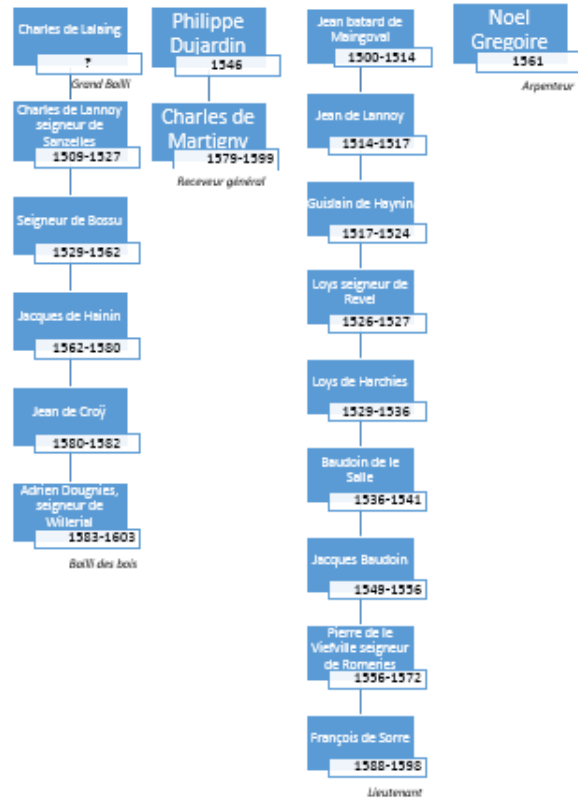 Charles de Lalaing
?
Grand Bailli
Charles de Lannoy
seigneur de
Sanzelles
1509-1527
Seigneur de Bossu
1529-1562
Jacques de Hainin
1562-1580
Jean de Croÿ
1580-1582
Adrien Dougnies,
seigneur de
Willerial
1583-1603
Bailli des bois
Philippe
Dujardin
1546
Charles de
Martigny
1579-1599
Receveur général
Jean batard de
Maingoval
1500-1514
Jean de Lannoy
1514-1517
Guislain de Haynin
1517-1524
Loys seigneur de
Revel
1526-1527
Loys de Harchies
1529-1536
Baudoin de le
Salle
1536-1541
Jacques Baudoin
1549-1556
Pierre de le
Viefville seigneur
de Romeries
1556-1572
François de Sorre
1588-1598
Lieutenant
Noel
Gregoire
1561
Arpenteur